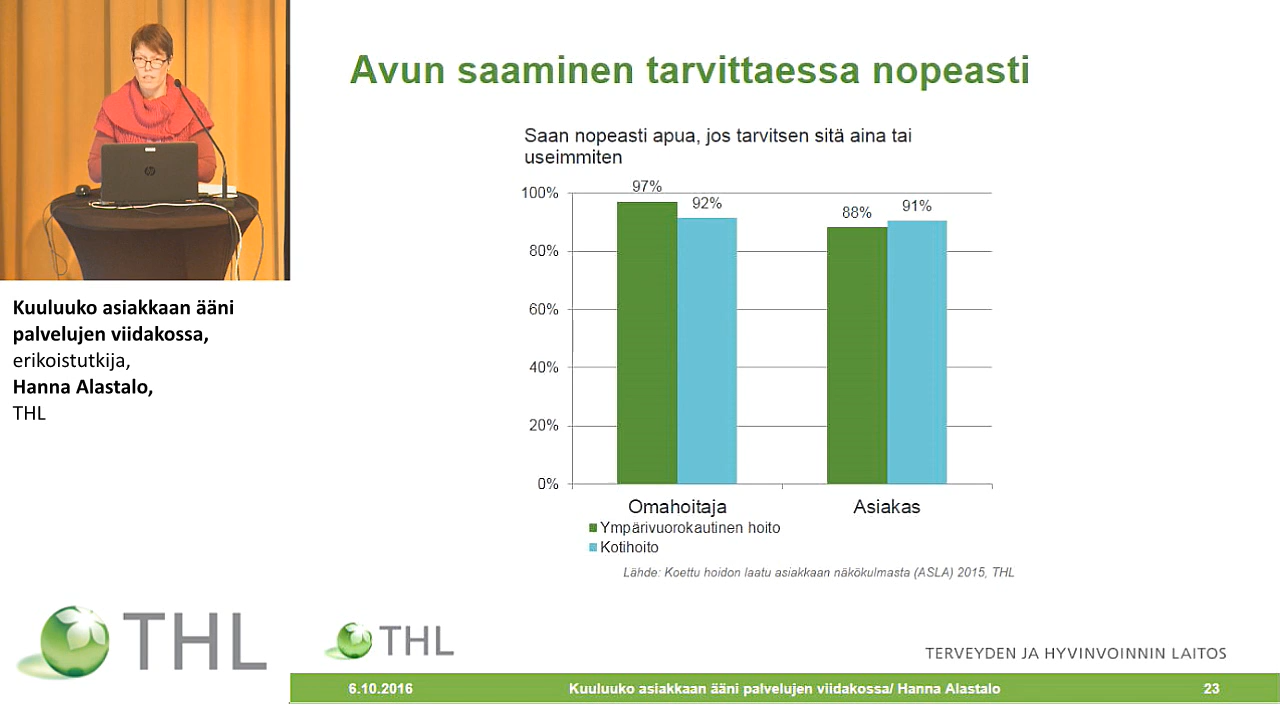 Avun saaminen tarvittaessa nopeasti
Saan nopeasti apua, jos tarvitsen sitä aina tai
useimmiten
100%
80%
60%
40%
20%
0%
97%
92%
88%
91%
Omahoitaja
Asiakas
Ympärivuorokautinen hoito
Kotihoito
Lähde: Koettu hoidon laatu asiakkaan näkökulmasta (ASLA) 2015, THL
hp
Kuuluuko asiakkaan ääni
palvelujen viidakossa,
erikoistutkija,
Hanna Alastalo,
THL
THL
THL
TERVEYDEN JA HYVINVOINNIN LAITOS
6.10.2016
Kuuluuko asiakkaan ääni palvelujen viidakossa/ Hanna Alastalo
23